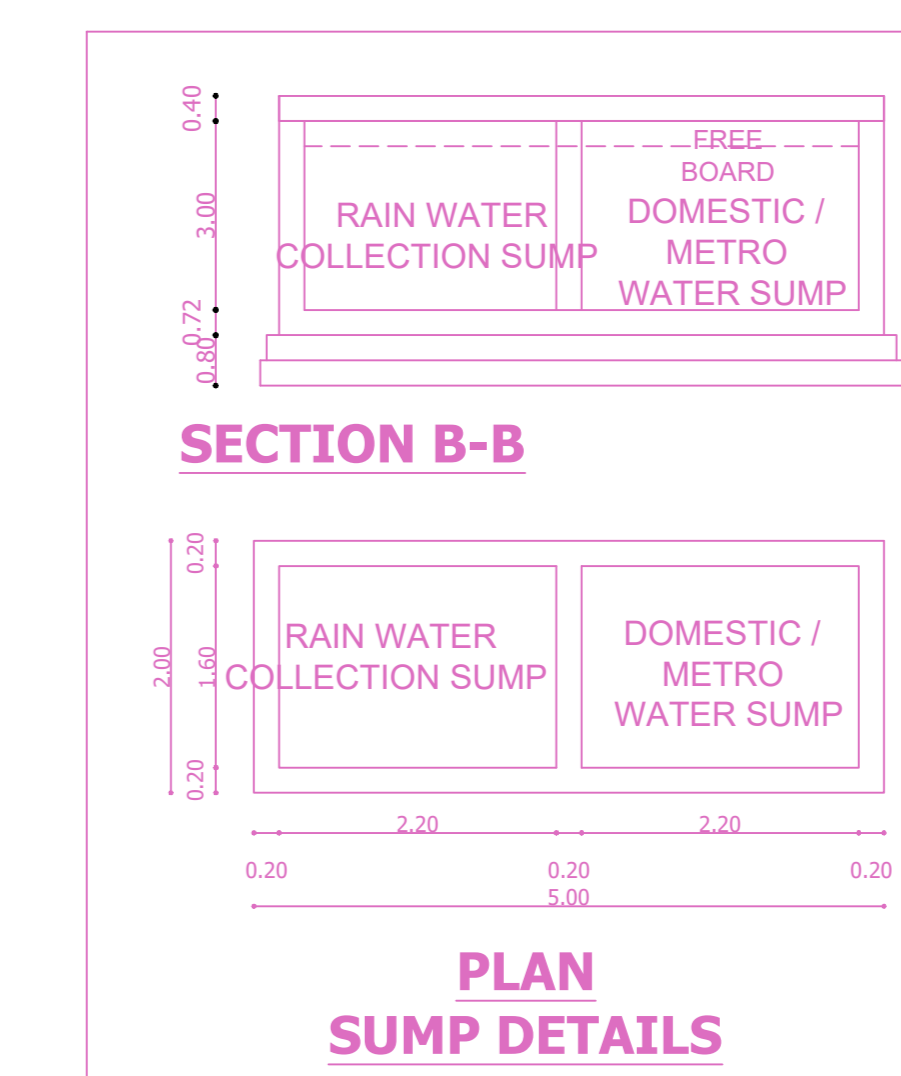 0.40
3.00
0.72
0.80
FREE
BOARD
RAIN WATER
COLLECTION SUMP
DOMESTIC /
METRO
WATER SUMP
SECTION B-B
0.20
2.00
1.60
0.20
RAIN WATER
COLLECTION SUMP
DOMESTIC /
METRO
WATER SUMP
2.20 2.20
0.20 0.20 0.20
5.00
PLAN
SUMP DETAILS